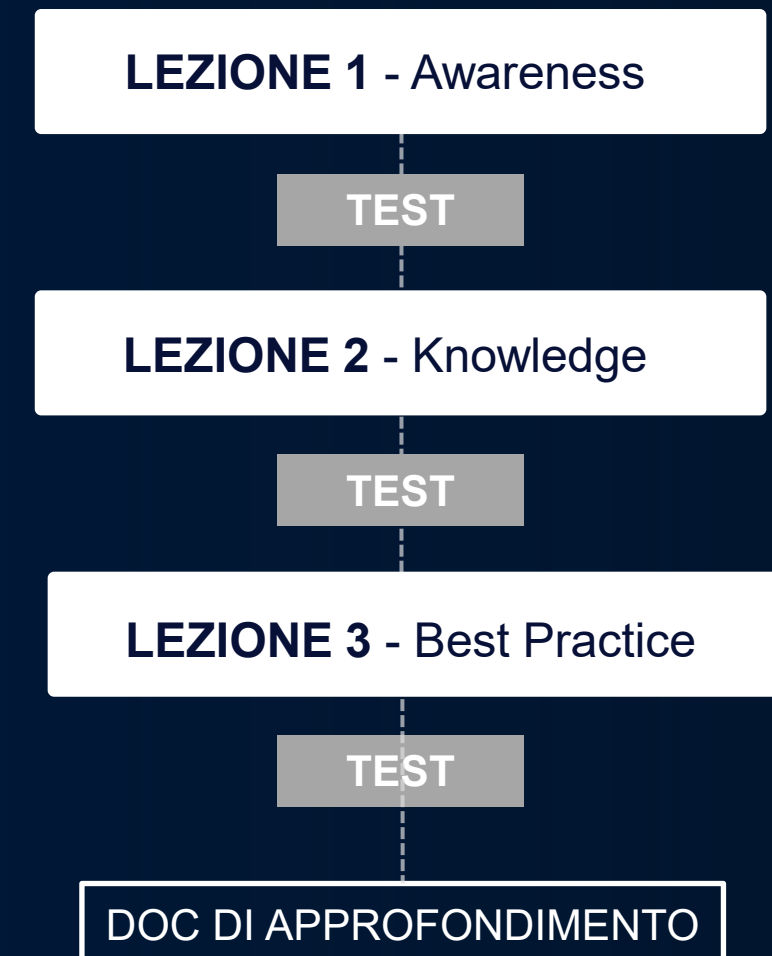 LEZIONE 1 - Awareness
TEST
LEZIONE 2 - Knowledge
TEST
LEZIONE 3 - Best Practice
TEST
DOC DI APPROFONDIMENTO